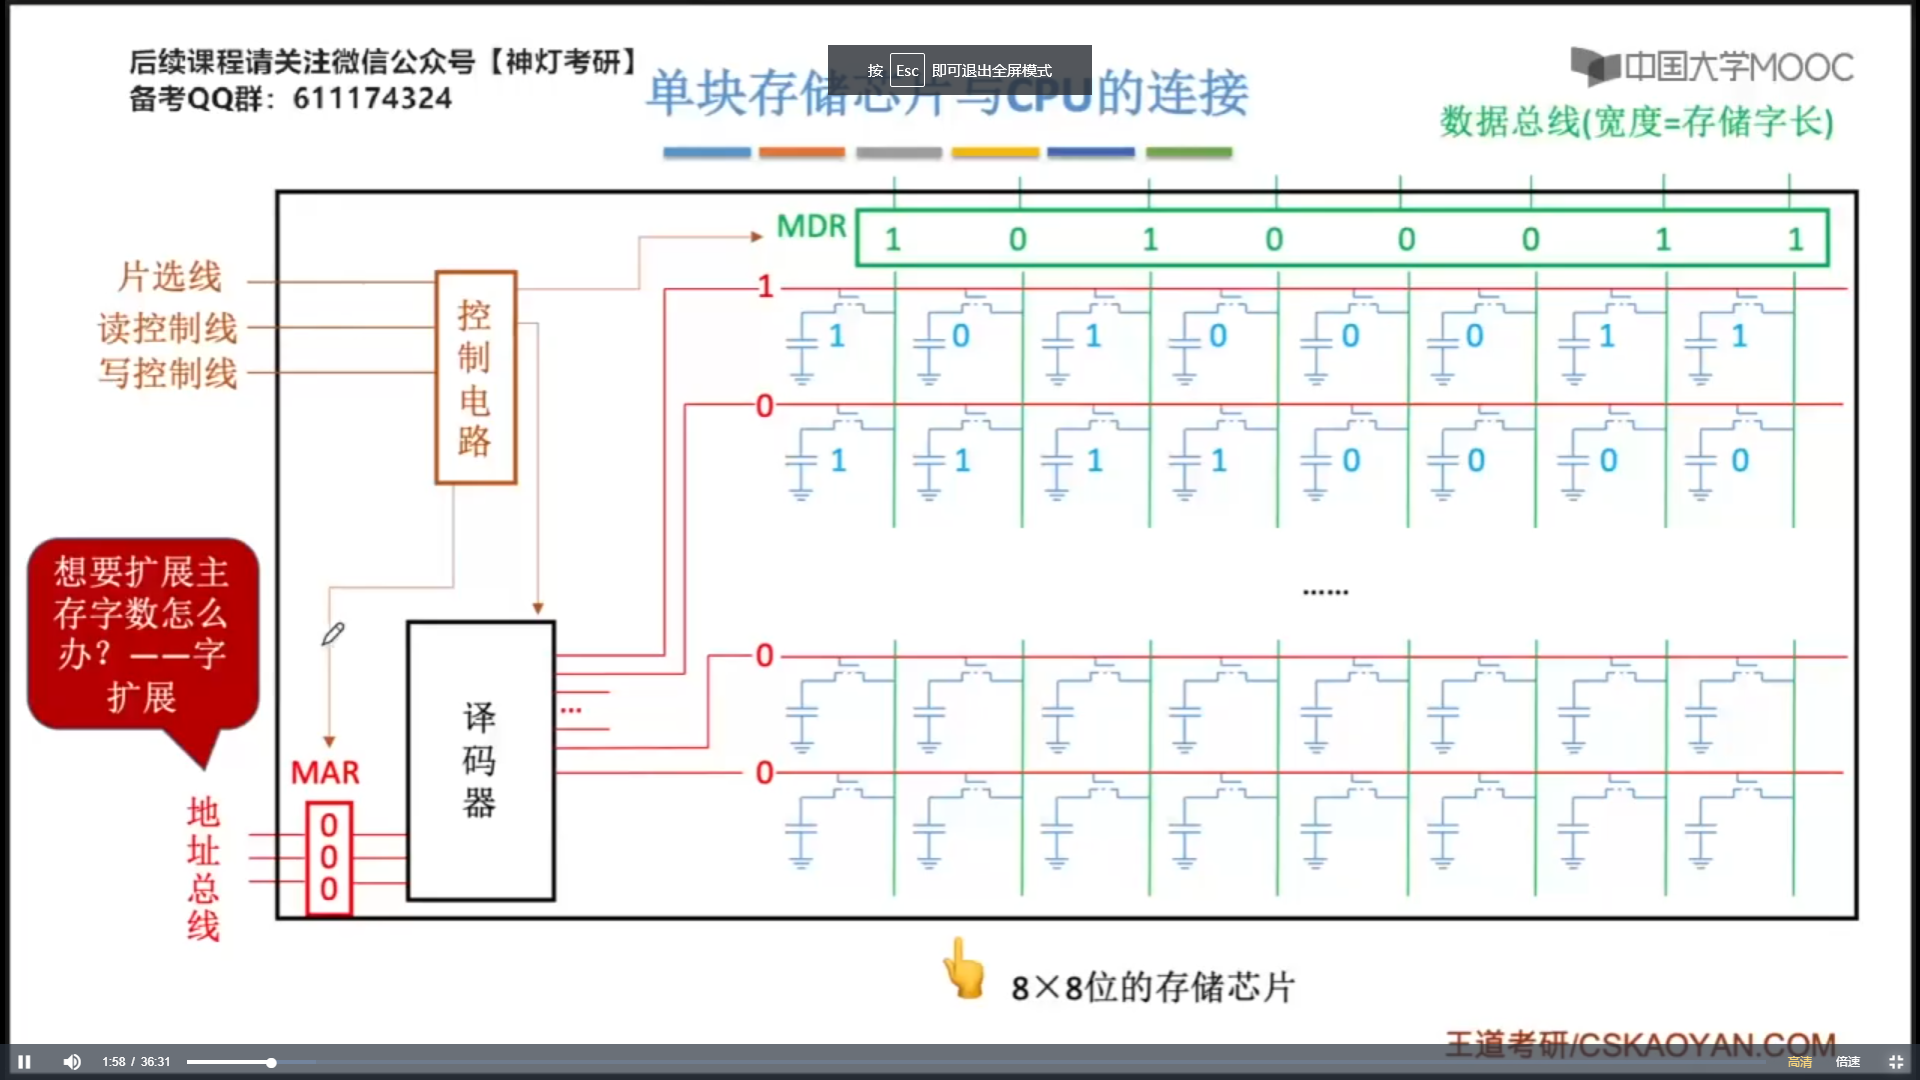 后续课程请关注微信公众号【神灯考研】
备考QQ群：611174324
按 Esc 即可退出全屏模式
单块存储芯片与CPU的连接
中国大学MOOC
数据总线(宽度=存储字长)
MDR 1 0 1 0 0 0 1 1
片选线
读控制线
写控制线
控制电路
1
1 0 1 0 0 0 1 1
0
1 1 1 1 0 0 0 0
......
想要扩展主
存字数怎么
办？——字
扩展
译码器
...
0
0
MAR
0
0
0
地址总线
8×8位的存储芯片
王道考研/CSKAOYAN.COM
1:58 / 36:31
高清 倍速